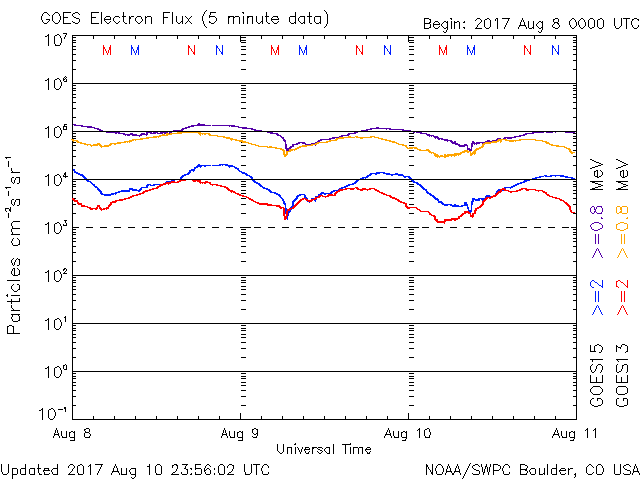 GOES Electron Flux (5 minute data)
Begin: 2017 Aug 8 0000 UTC
M M N N M M N N M M N N
10⁷
10⁶
10⁵
10⁴
10³
10²
10¹
10⁰
10⁻¹
Particles cm⁻²s⁻¹sr⁻¹
Aug 8 Aug 9 Aug 10 Aug 11
Universal Time
GOES15 >=2 >=0.8 MeV
GOES13 >=2 >=0.8 MeV
Updated 2017 Aug 10 23:56:02 UTC
NOAA/SWPC Boulder, CO USA